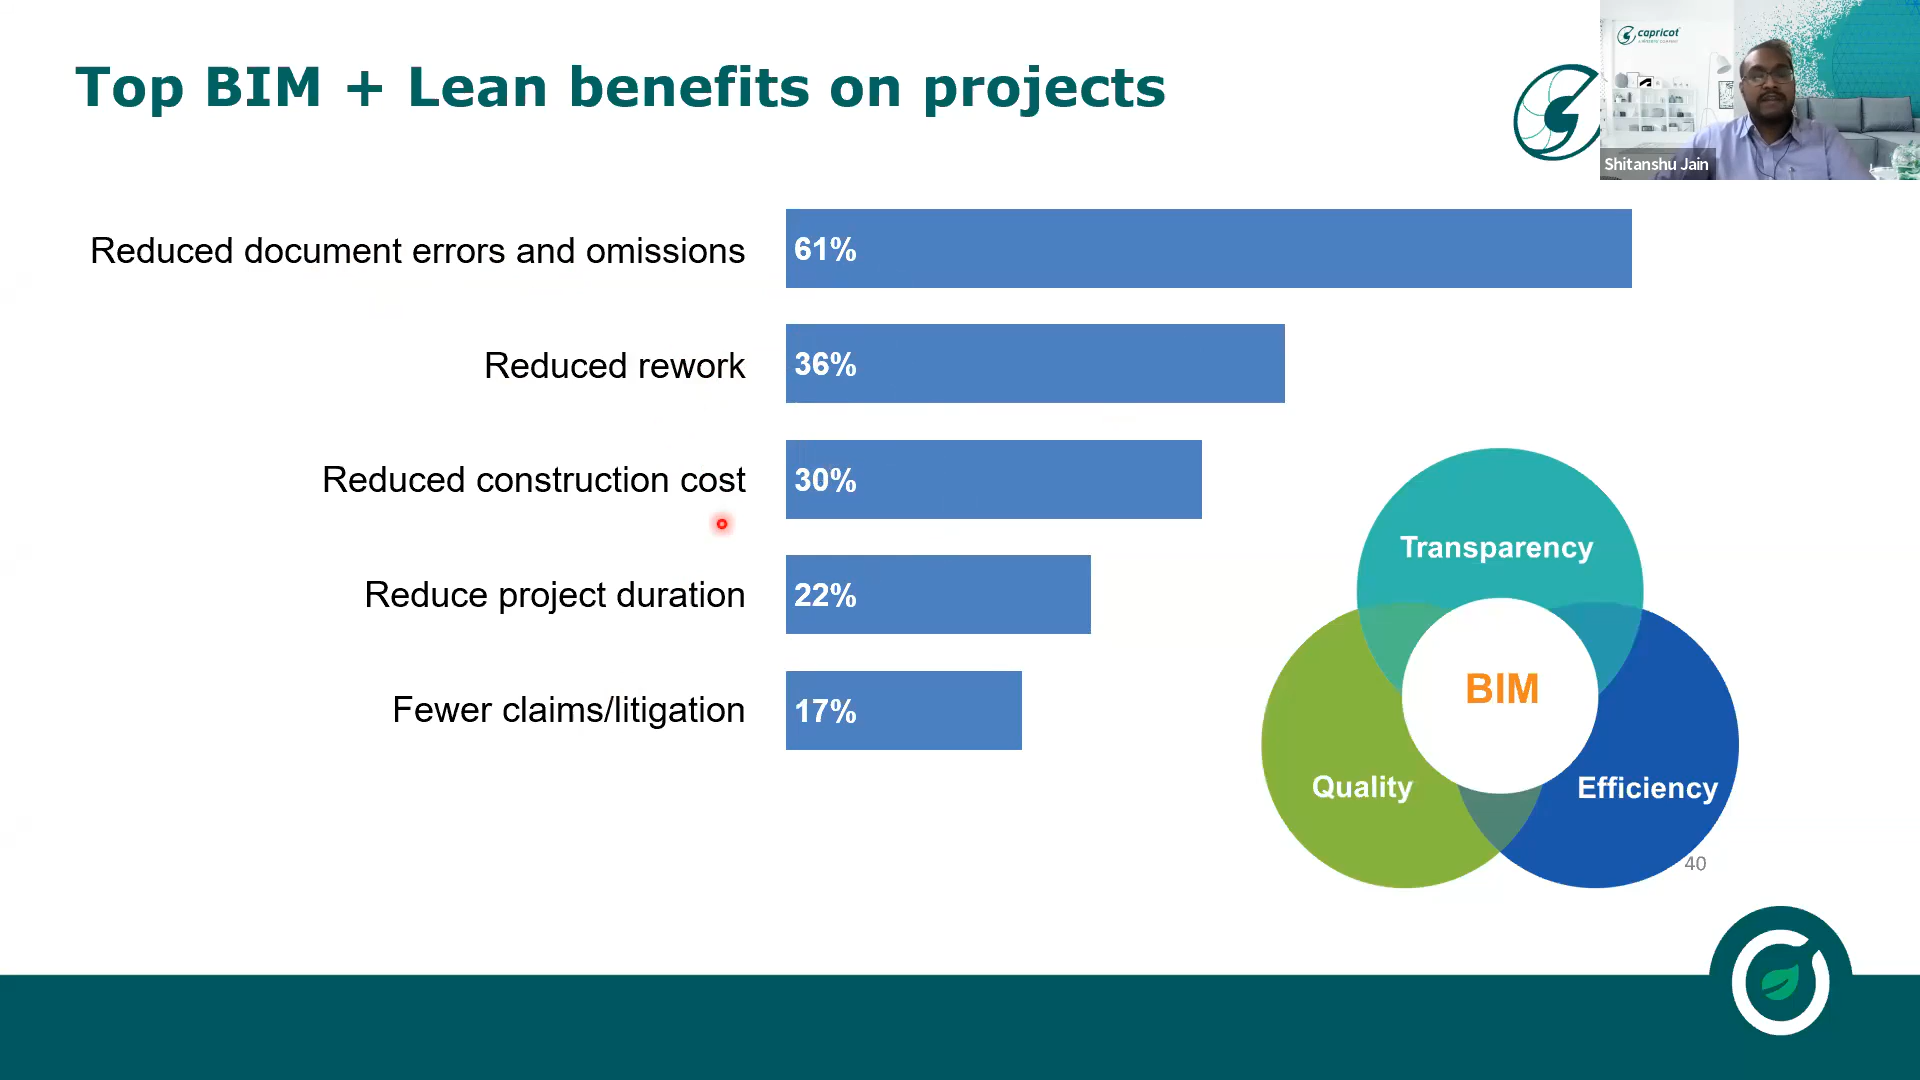 Top BIM + Lean benefits on projects
capricot
Shitanshu Jain
Reduced document errors and omissions
61%
Reduced rework
36%
Reduced construction cost
30%
Reduce project duration
22%
Fewer claims/litigation
17%
Transparency
BIM
Quality
Efficiency
40